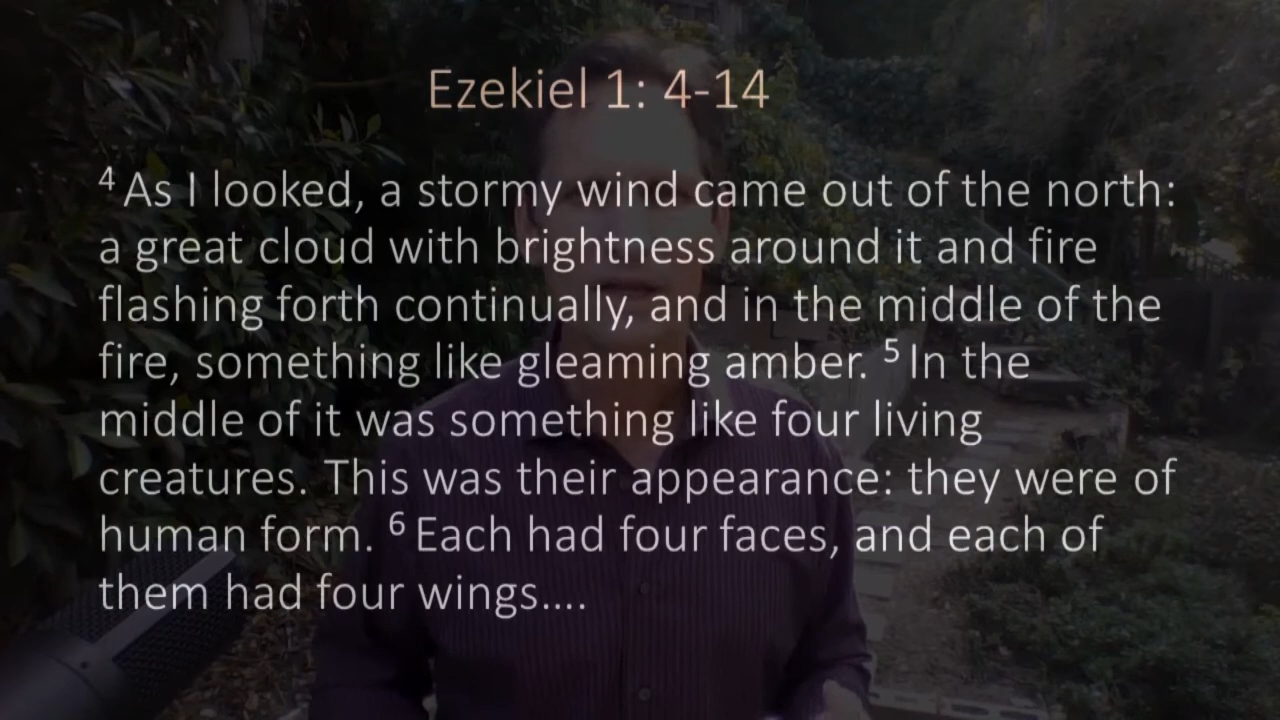 Ezekiel 1: 4-14
⁴ As I looked, a stormy wind came out of the north:
a great cloud with brightness around it and fire
flashing forth continually, and in the middle of the
fire, something like gleaming amber. ⁵ In the
middle of it was something like four living
creatures. This was their appearance: they were of
human form. ⁶ Each had four faces, and each of
them had four wings....